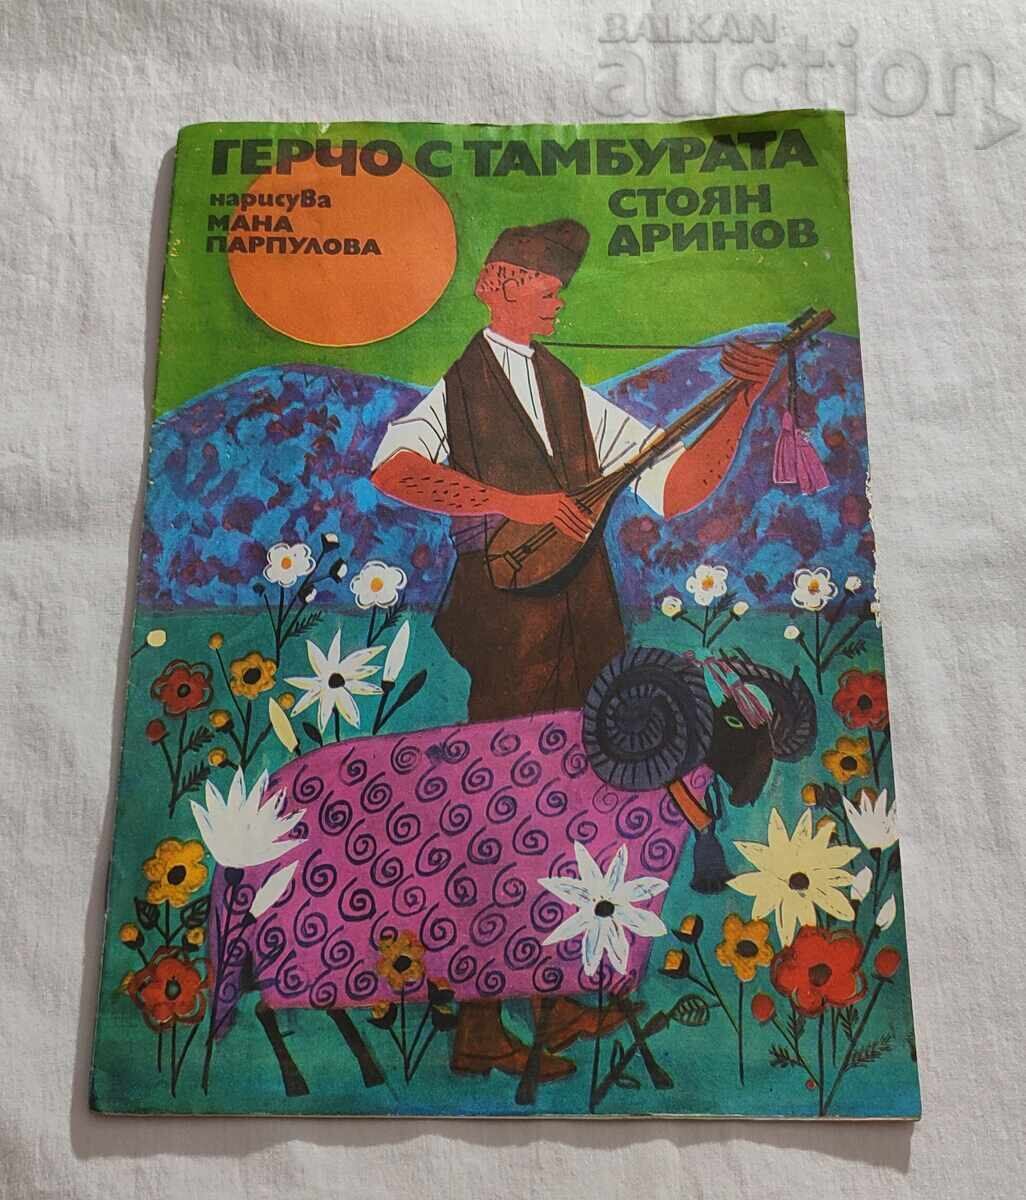 BALKAN
auction
ГЕРЧО С ТАМБУРАТА
нарисува
МАНА
ПАРПУЛОВА
СТОЯН
ДРИНОВ